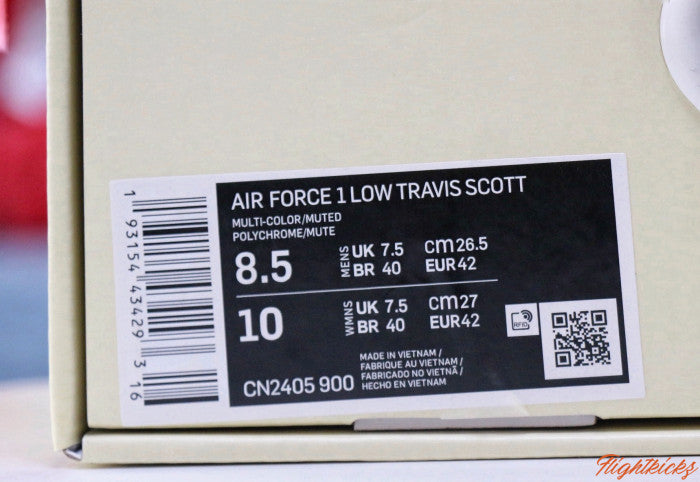 AIR FORCE 1 LOW TRAVIS SCOTT
MULTI-COLOR/MUTED
POLYCHROME/MUTE
8.5 MENS UK 7.5 cm 26.5
BR 40 EUR 42
10 WMNS UK 7.5 cm 27
BR 40 EUR 42
RFID
MADE IN VIETNAM /
FABRIQUE AU VIETNAM /
FABRICADO NO VIETNÃ /
HECHO EN VIETNAM
CN2405 900
1 93154 43429 3 16
Flightkickz